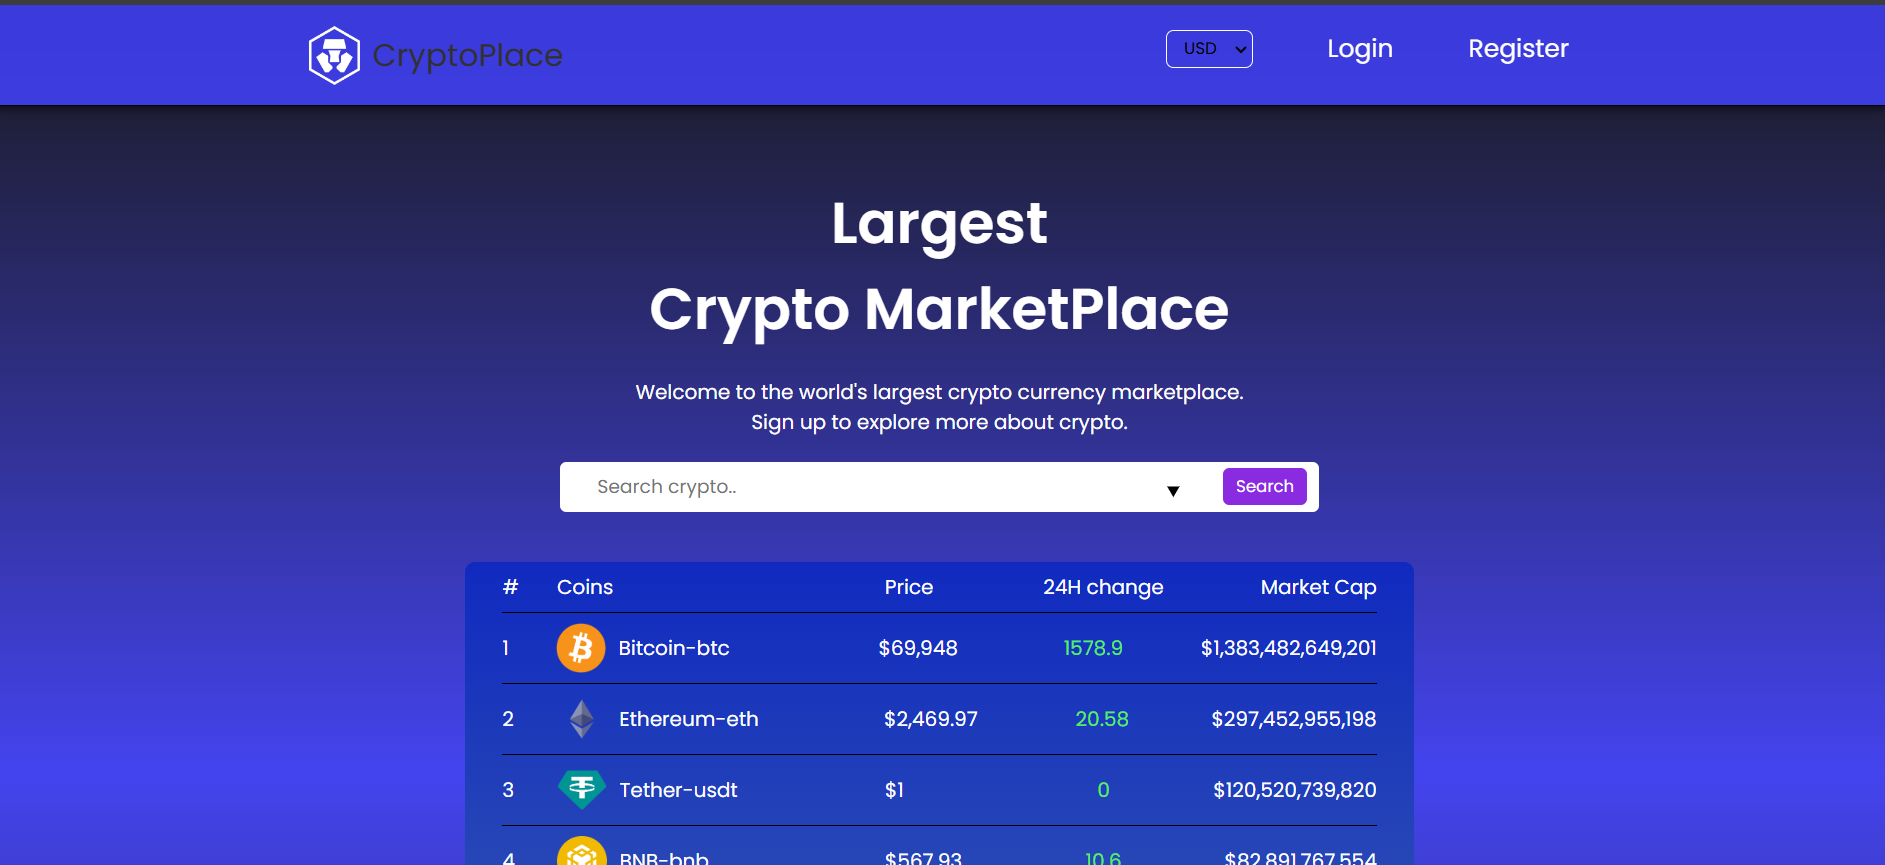 CryptoPlace
USD
Login
Register
Largest
Crypto MarketPlace
Welcome to the world's largest crypto currency marketplace.
Sign up to explore more about crypto.
Search crypto..
Search
# Coins Price 24H change Market Cap
1 Bitcoin-btc $69,948 1578.9 $1,383,482,649,201
2 Ethereum-eth $2,469.97 20.58 $297,452,955,198
3 Tether-usdt $1 0 $120,520,739,820
4 BNB-bnb $567.93 10.6 $82,891,767,554